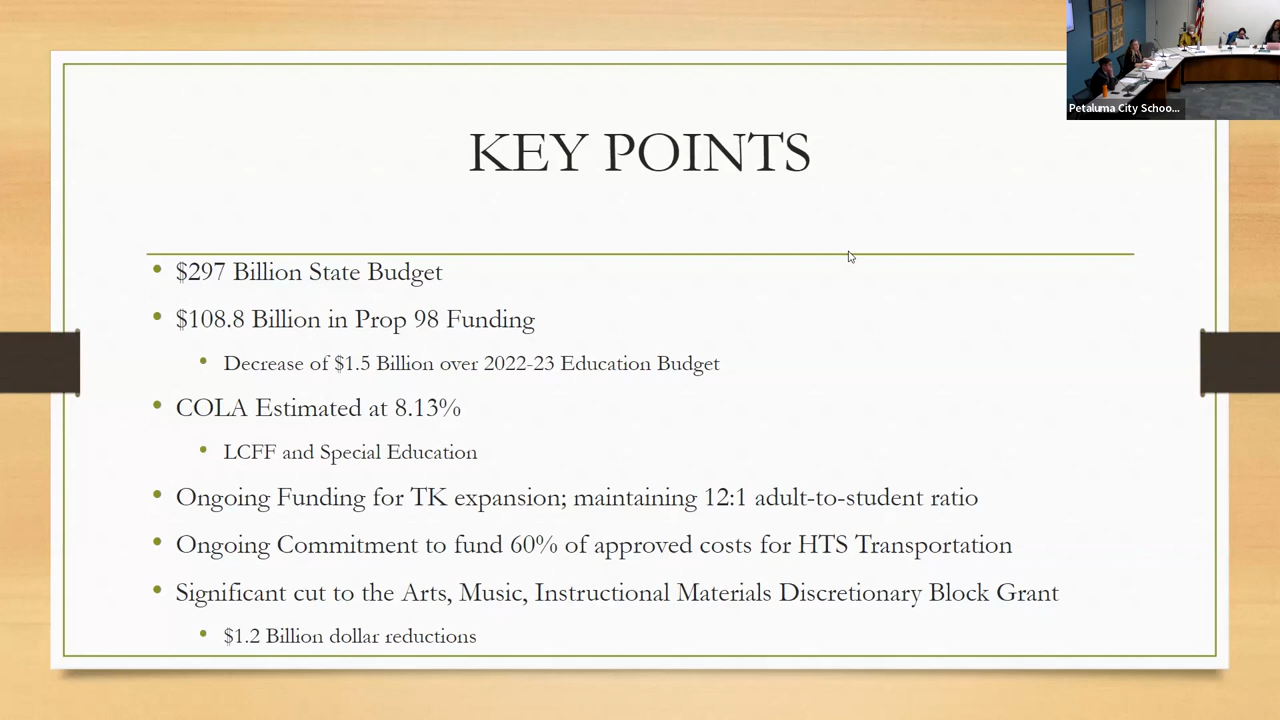 Petaluma City Schoo...
KEY POINTS
$297 Billion State Budget
$108.8 Billion in Prop 98 Funding
Decrease of $1.5 Billion over 2022-23 Education Budget
COLA Estimated at 8.13%
LCFF and Special Education
Ongoing Funding for TK expansion; maintaining 12:1 adult-to-student ratio
Ongoing Commitment to fund 60% of approved costs for HTS Transportation
Significant cut to the Arts, Music, Instructional Materials Discretionary Block Grant
$1.2 Billion dollar reductions